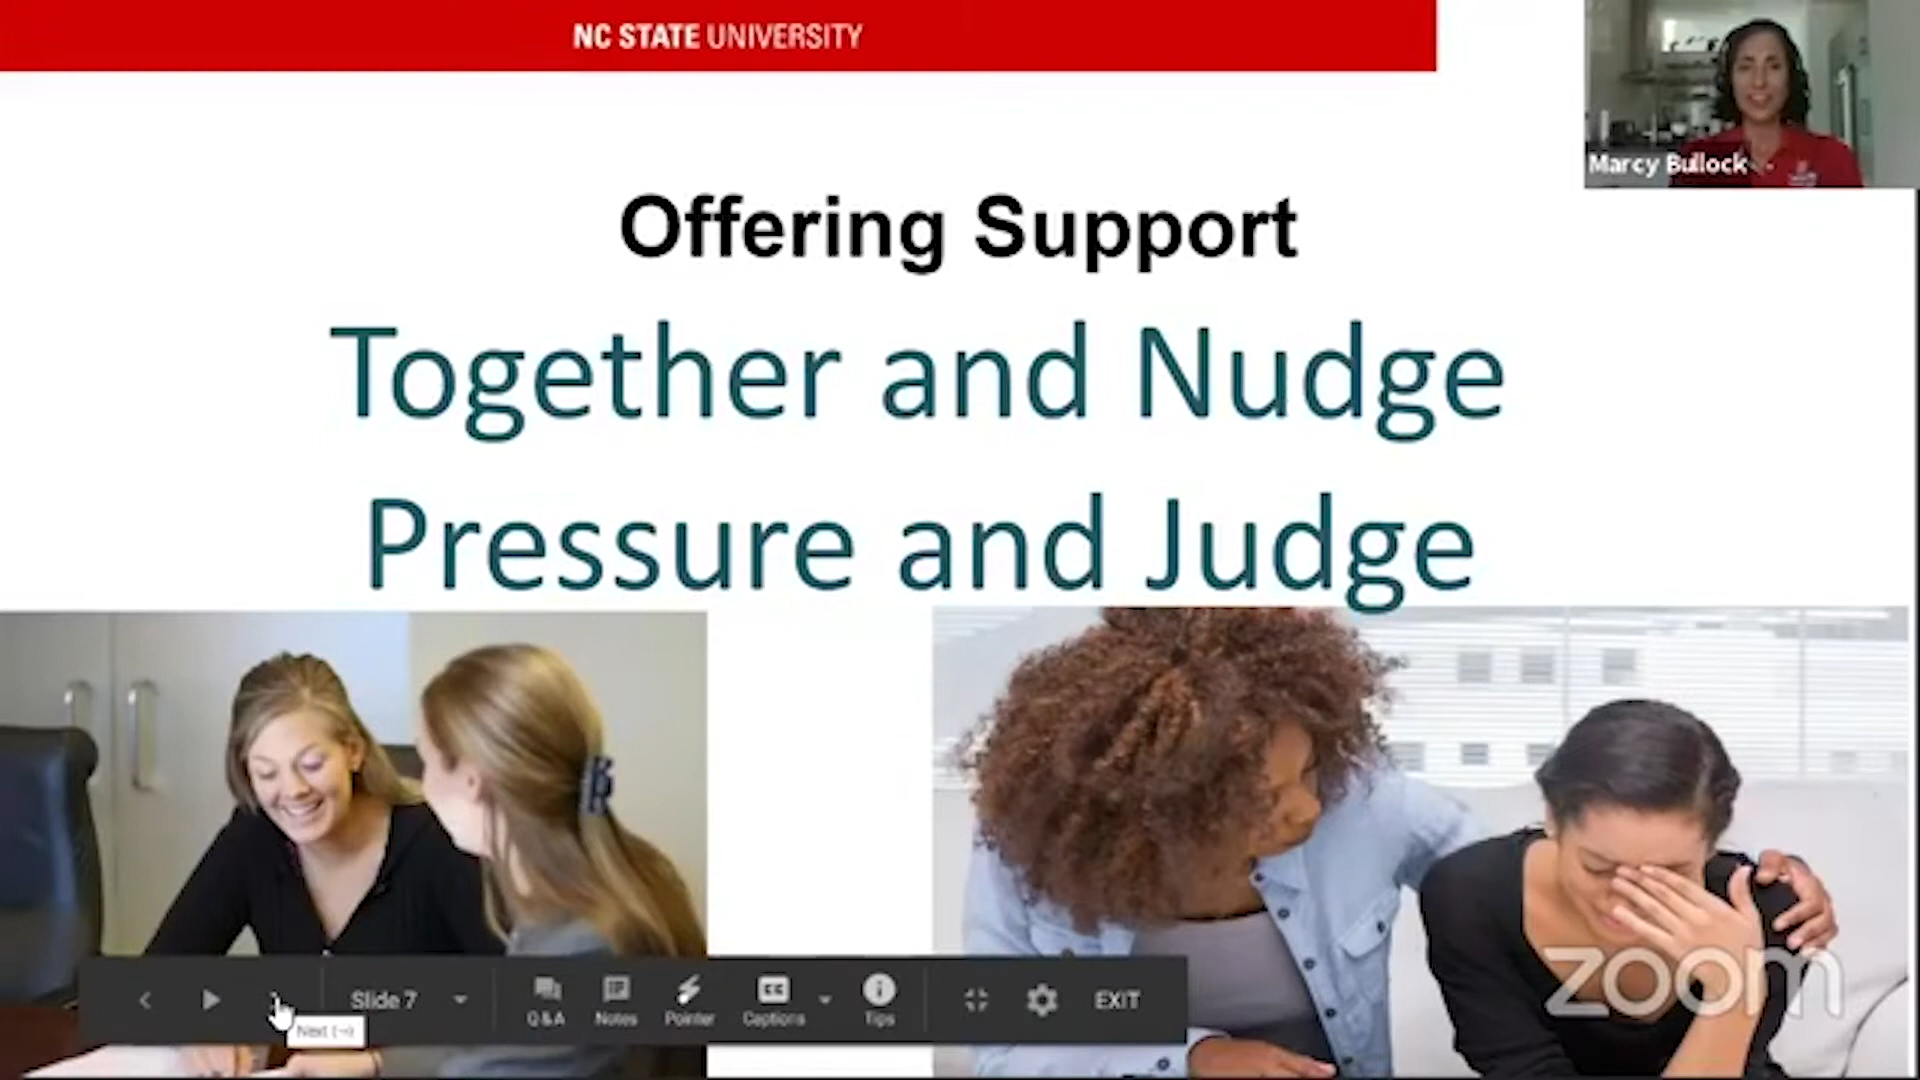 NC STATE UNIVERSITY
Marcy Bullock
Offering Support
Together and Nudge
Pressure and Judge
zoom
Slide 7
Q&A
Notes
Pointer
Captions
Tips
EXIT
Next (→)